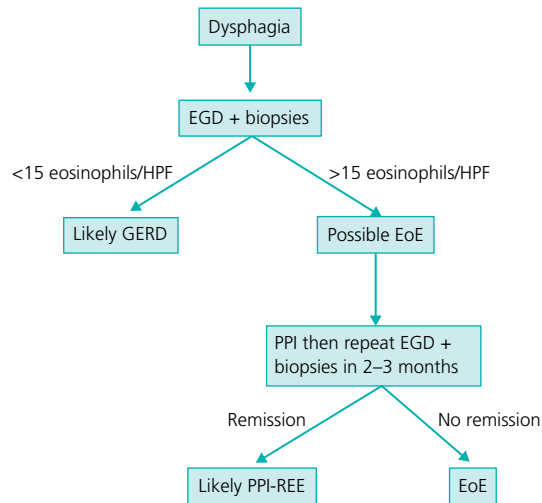 Dysphagia
EGD + biopsies
<15 eosinophils/HPF
>15 eosinophils/HPF
Likely GERD
Possible EoE
PPI then repeat EGD +
biopsies in 2–3 months
Remission
No remission
Likely PPI-REE
EoE